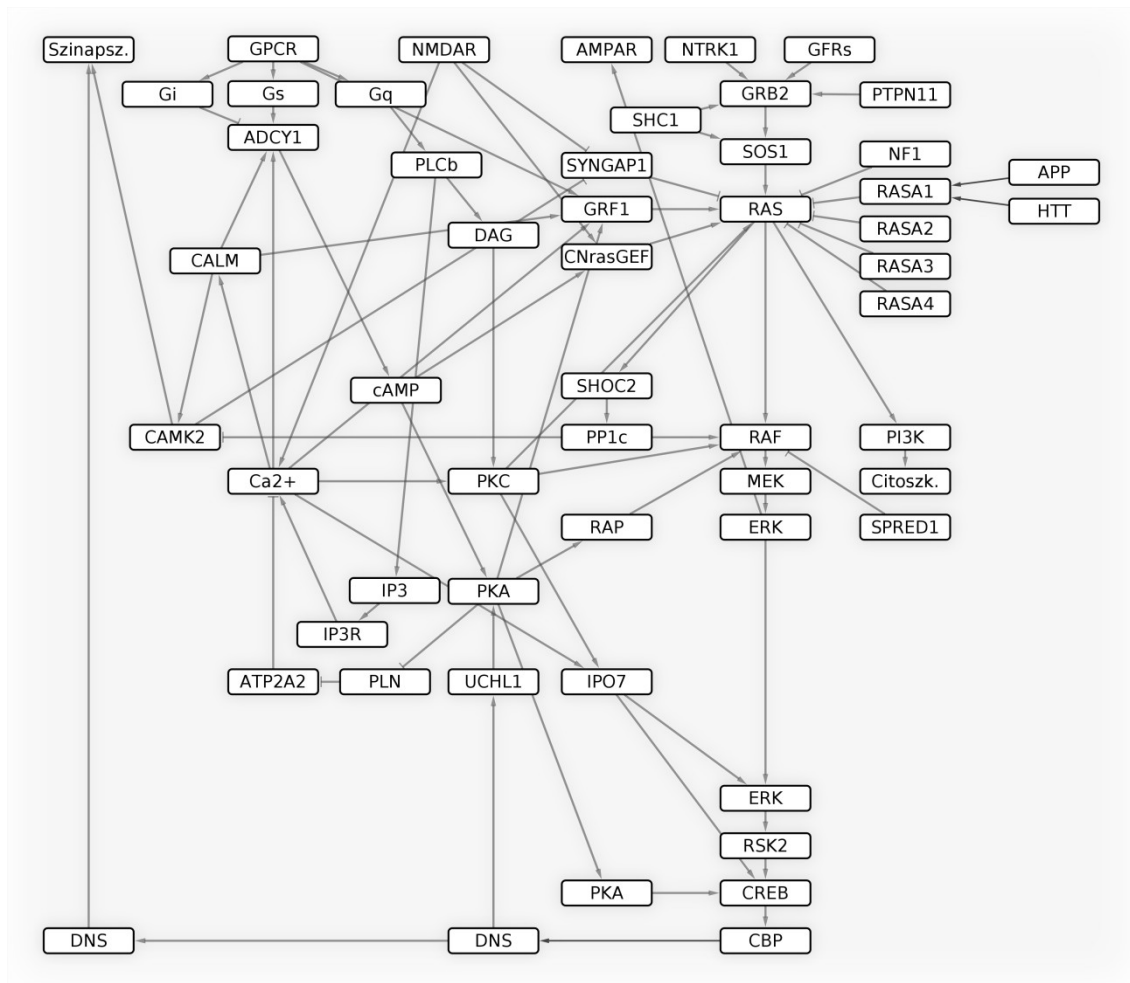 Szinapsz.
GPCR
NMDAR
AMPAR
NTRK1
GFRs
Gi
Gs
Gq
GRB2
PTPN11
SHC1
ADCY1
PLCb
SYNGAP1
SOS1
NF1
APP
RASA1
GRF1
RAS
HTT
RASA2
DAG
CALM
CNrasGEF
RASA3
RASA4
cAMP
SHOC2
CAMK2
PP1c
RAF
PI3K
Ca2+
PKC
MEK
Citoszk.
RAP
ERK
SPRED1
IP3
PKA
IP3R
ATP2A2
PLN
UCHL1
IPO7
ERK
RSK2
PKA
CREB
DNS
DNS
CBP